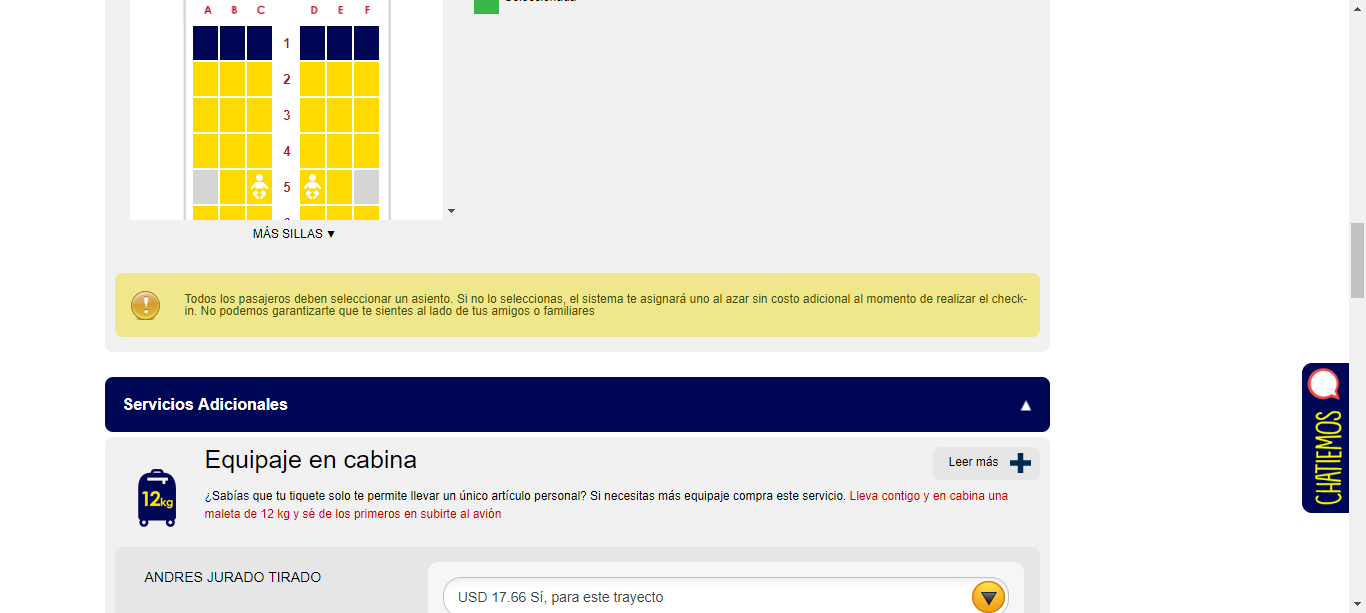 A B C D E F
1
2
3
4
5
MÁS SILLAS ▼
Todos los pasajeros deben seleccionar un asiento. Si no lo seleccionas, el sistema te asignará uno al azar sin costo adicional al momento de realizar el check-
in. No podemos garantizarte que te sientes al lado de tus amigos o familiares
Servicios Adicionales
Equipaje en cabina
Leer más
12kg
¿Sabías que tu tiquete solo te permite llevar un único artículo personal? Si necesitas más equipaje compra este servicio. Lleva contigo y en cabina una
maleta de 12 kg y sé de los primeros en subirte al avión
ANDRES JURADO TIRADO
USD 17.66 Sí, para este trayecto
CHATIEMOS